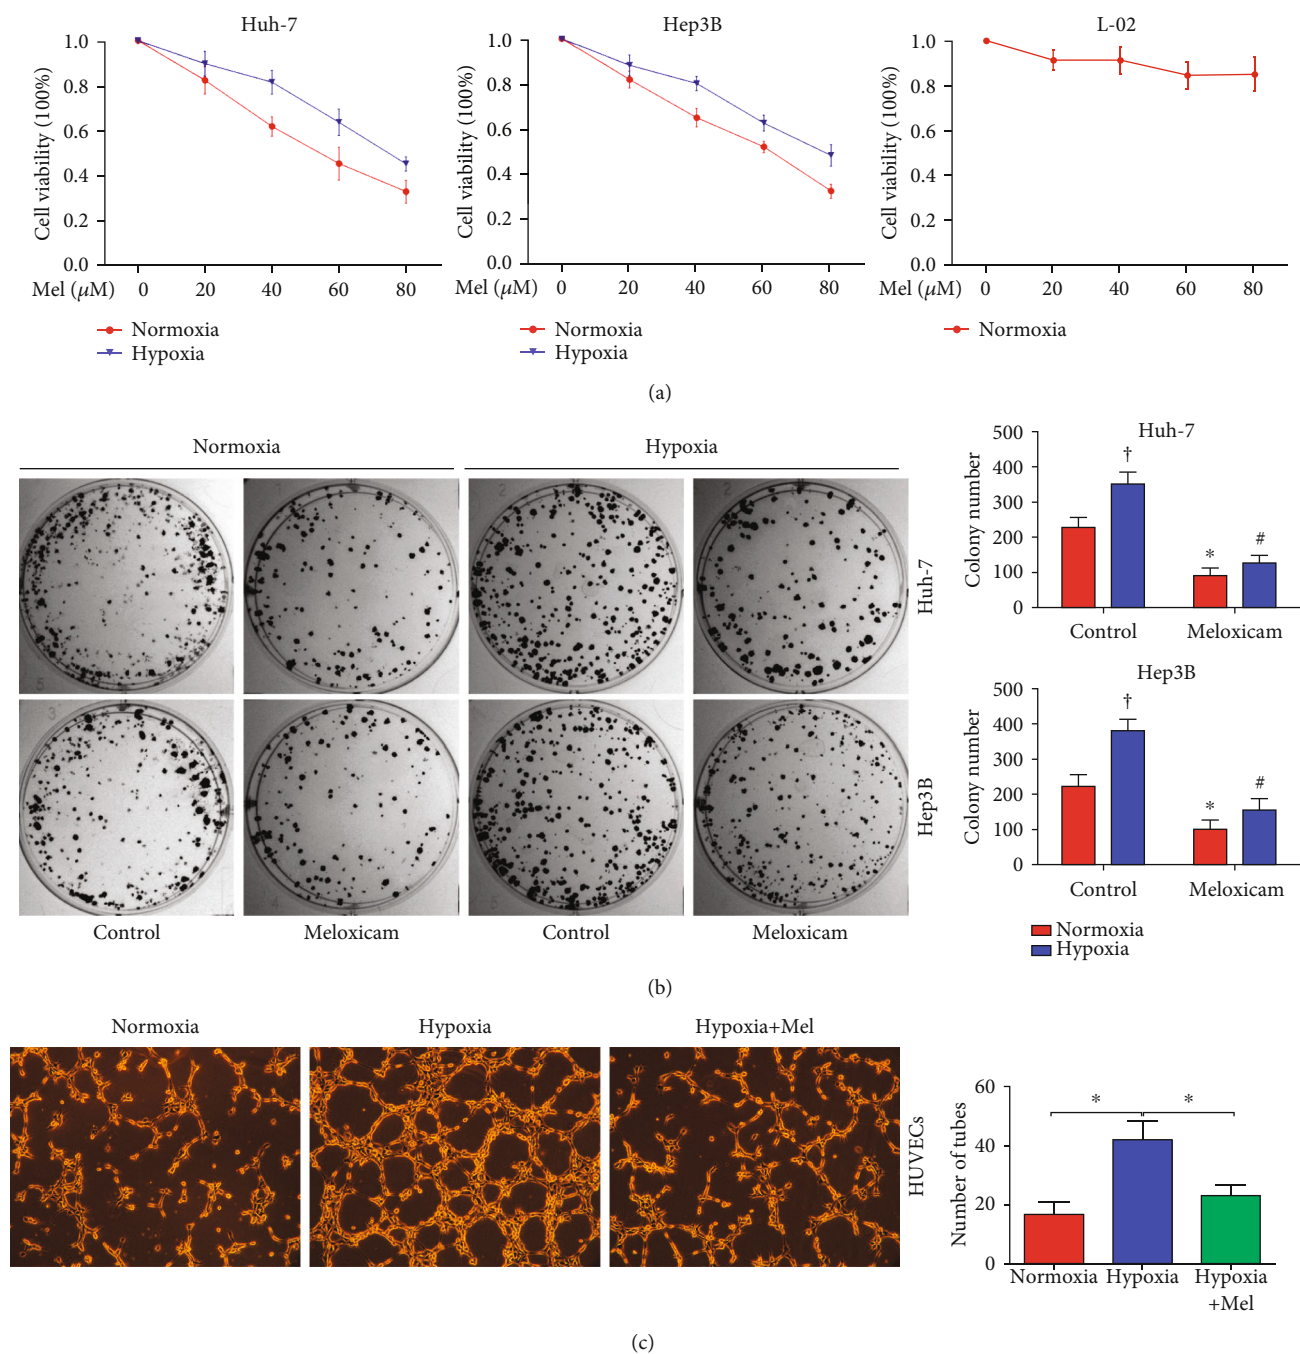 Huh-7
Cell viability (100%)
1.0
0.8
0.6
0.4
0.2
0.0
Mel (μM) 0 20 40 60 80
Normoxia
Hypoxia
Hep3B
Cell viability (100%)
1.0
0.8
0.6
0.4
0.2
0.0
Mel (μM) 0 20 40 60 80
Normoxia
Hypoxia
L-02
Cell viability (100%)
1.0
0.8
0.6
0.4
0.2
0.0
0 20 40 60 80
Normoxia
(a)
Normoxia Hypoxia
Huh-7
Hep3B
Control Meloxicam Control Meloxicam
Huh-7
Colony number
500
400
300
200
100
0
†
*
#
Control Meloxicam
Hep3B
Colony number
500
400
300
200
100
0
†
*
#
Control Meloxicam
Normoxia
Hypoxia
(b)
Normoxia Hypoxia Hypoxia+Mel
HUVECs
Number of tubes
60
40
20
0
* *
Normoxia Hypoxia Hypoxia
+Mel
(c)